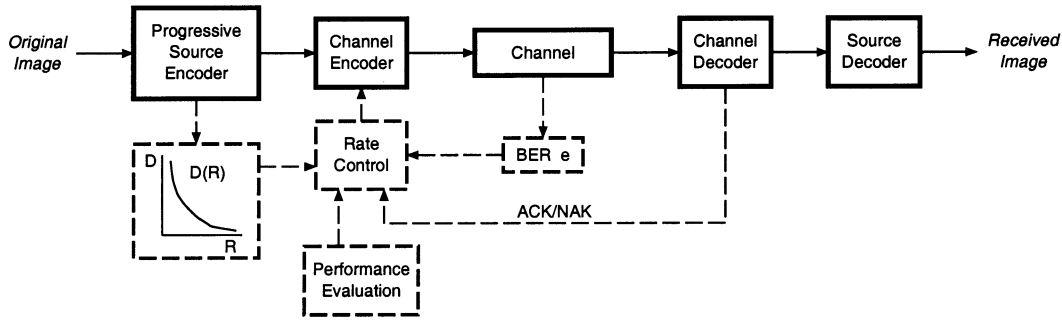 Original
Image
Progressive
Source
Encoder
Channel
Encoder
Channel
Channel
Decoder
Source
Decoder
Received
Image
D
D(R)
R
Rate
Control
BER e
ACK/NAK
Performance
Evaluation